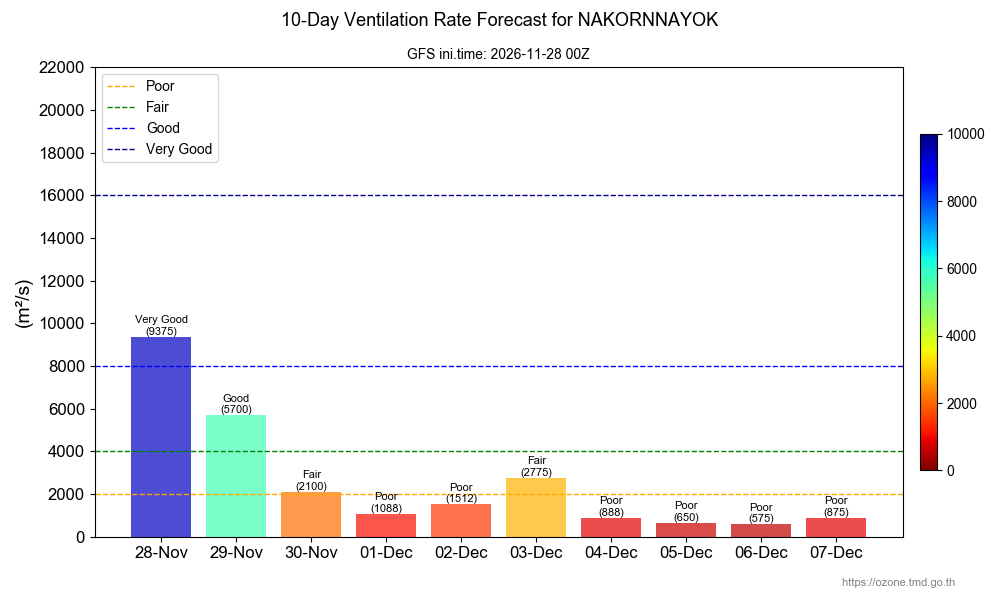 10-Day Ventilation Rate Forecast for NAKORNNAYOK
GFS ini.time: 2026-11-28 00Z
(m²/s)
22000
20000
18000
16000
14000
12000
10000
8000
6000
4000
2000
0
Poor
Fair
Good
Very Good
Very Good
(9375)
Good
(5700)
Fair
(2100)
Poor
(1088)
Poor
(1512)
Fair
(2775)
Poor
(888)
Poor
(650)
Poor
(575)
Poor
(875)
28-Nov
29-Nov
30-Nov
01-Dec
02-Dec
03-Dec
04-Dec
05-Dec
06-Dec
07-Dec
10000
8000
6000
4000
2000
0
https://ozone.tmd.go.th